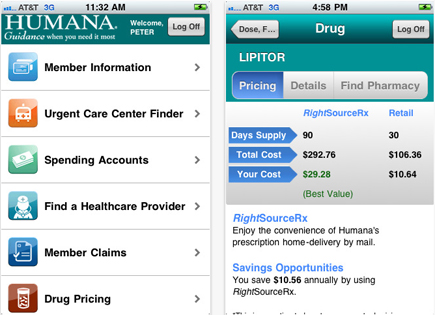 AT&T 3G 11:32 AM
HUMANA.
Guidance when you need it most
Welcome,
PETER
Log Off
Member Information
Urgent Care Center Finder
Spending Accounts
Find a Healthcare Provider
Member Claims
Drug Pricing
AT&T 3G 4:58 PM
Dose, F... Drug Log Off
LIPITOR
Pricing Details Find Pharmacy
RightSourceRx Retail
Days Supply 90 30
Total Cost $292.76 $106.36
Your Cost $29.28 $10.64
(Best Value)
RightSourceRx
Enjoy the convenience of Humana's
prescription home-delivery by mail.
Savings Opportunities
You save $10.56 annually by using
RightSourceRx.